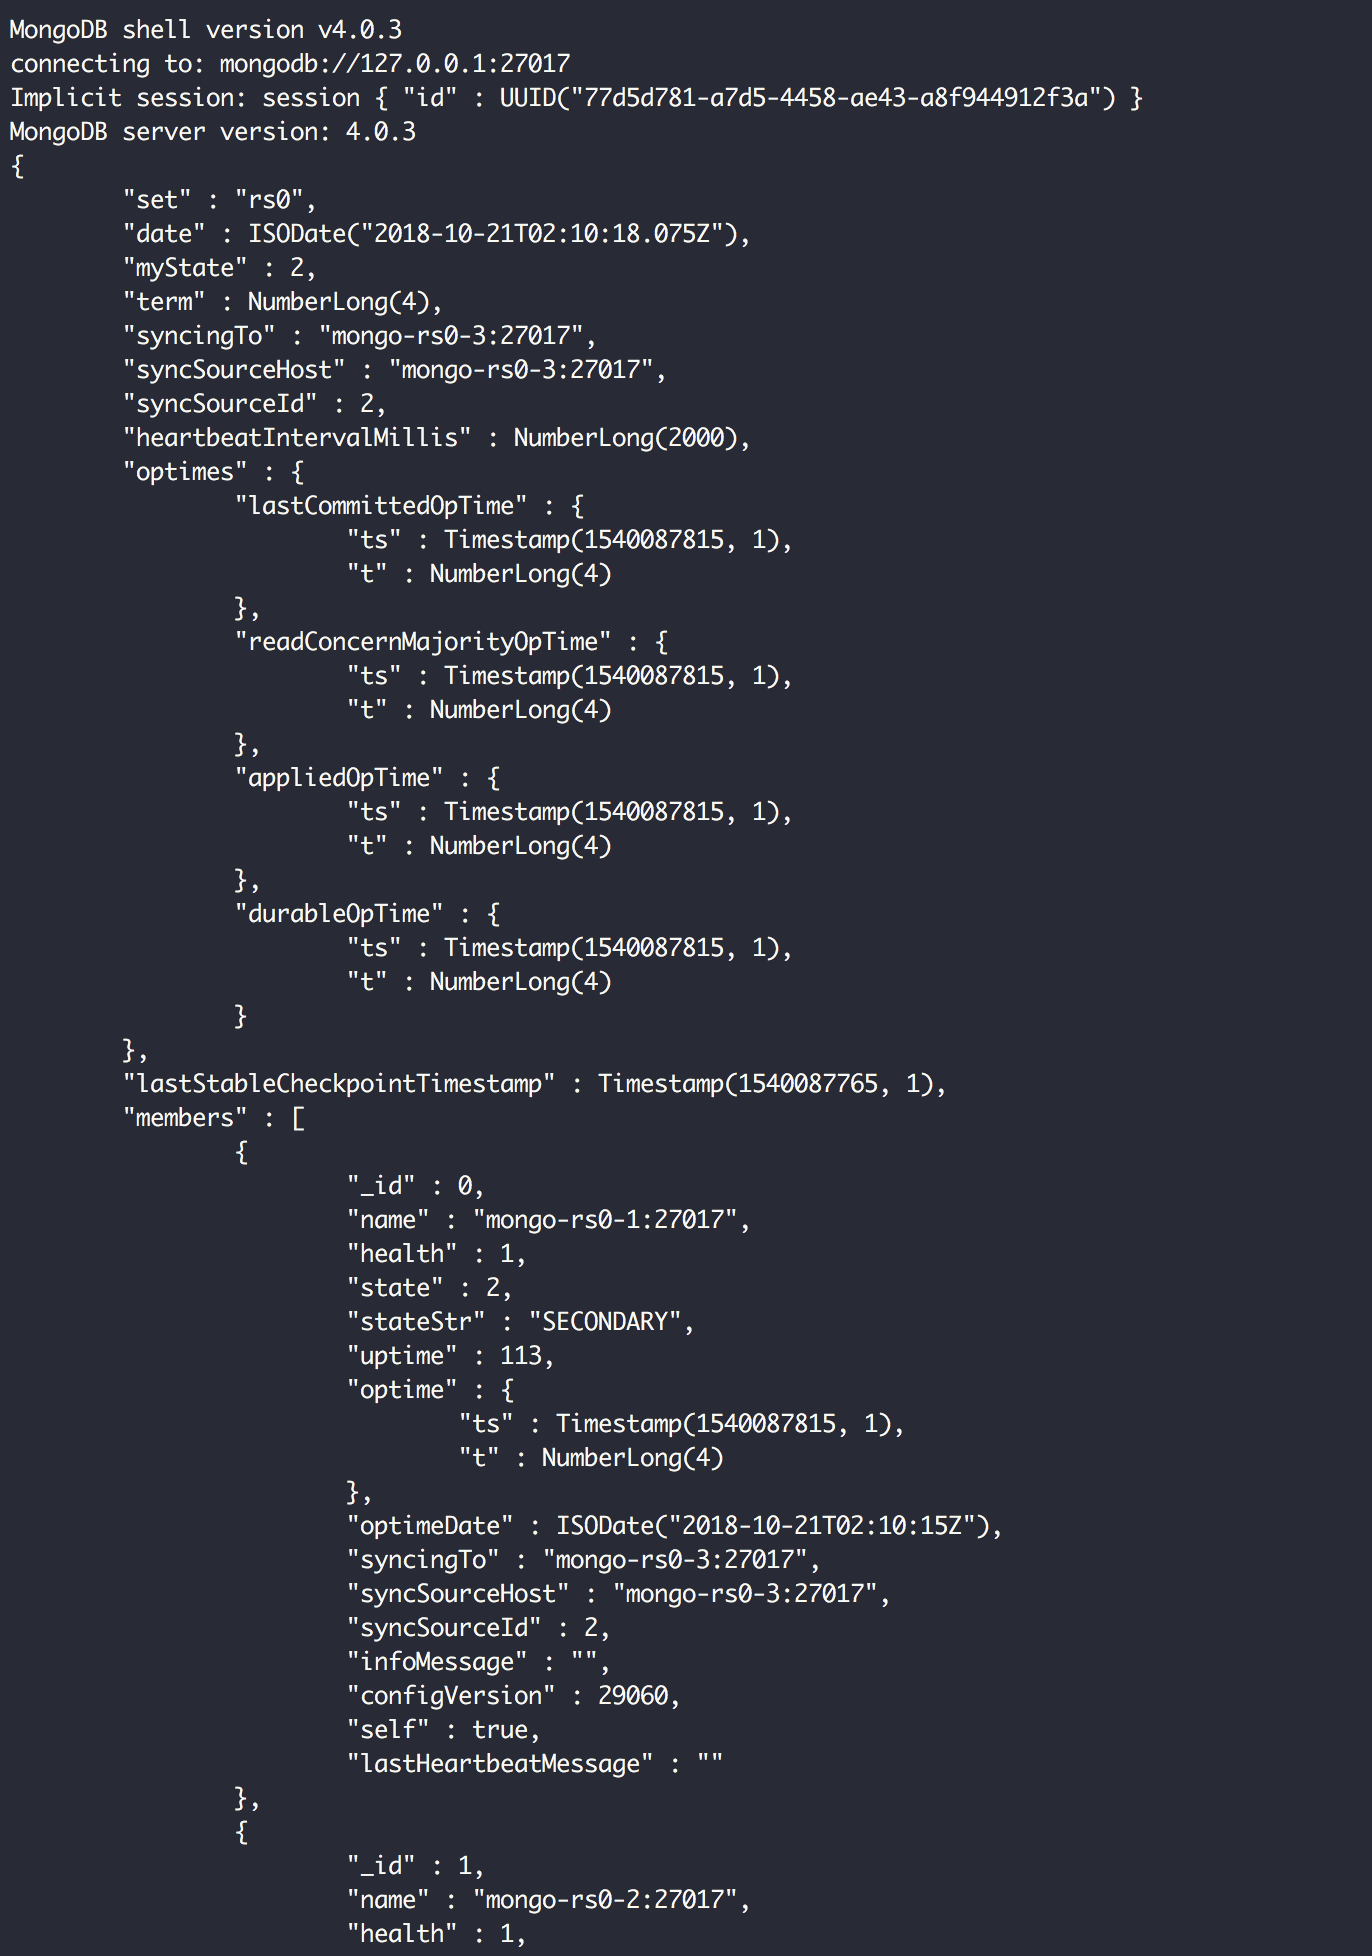 MongoDB shell version v4.0.3
connecting to: mongodb://127.0.0.1:27017
Implicit session: session { "id" : UUID("77d5d781-a7d5-4458-ae43-a8f944912f3a") }
MongoDB server version: 4.0.3
{
	"set" : "rs0",
	"date" : ISODate("2018-10-21T02:10:18.075Z"),
	"myState" : 2,
	"term" : NumberLong(4),
	"syncingTo" : "mongo-rs0-3:27017",
	"syncSourceHost" : "mongo-rs0-3:27017",
	"syncSourceId" : 2,
	"heartbeatIntervalMillis" : NumberLong(2000),
	"optimes" : {
		"lastCommittedOpTime" : {
			"ts" : Timestamp(1540087815, 1),
			"t" : NumberLong(4)
		},
		"readConcernMajorityOpTime" : {
			"ts" : Timestamp(1540087815, 1),
			"t" : NumberLong(4)
		},
		"appliedOpTime" : {
			"ts" : Timestamp(1540087815, 1),
			"t" : NumberLong(4)
		},
		"durableOpTime" : {
			"ts" : Timestamp(1540087815, 1),
			"t" : NumberLong(4)
		}
	},
	"lastStableCheckpointTimestamp" : Timestamp(1540087765, 1),
	"members" : [
		{
			"_id" : 0,
			"name" : "mongo-rs0-1:27017",
			"health" : 1,
			"state" : 2,
			"stateStr" : "SECONDARY",
			"uptime" : 113,
			"optime" : {
				"ts" : Timestamp(1540087815, 1),
				"t" : NumberLong(4)
			},
			"optimeDate" : ISODate("2018-10-21T02:10:15Z"),
			"syncingTo" : "mongo-rs0-3:27017",
			"syncSourceHost" : "mongo-rs0-3:27017",
			"syncSourceId" : 2,
			"infoMessage" : "",
			"configVersion" : 29060,
			"self" : true,
			"lastHeartbeatMessage" : ""
		},
		{
			"_id" : 1,
			"name" : "mongo-rs0-2:27017",
			"health" : 1,